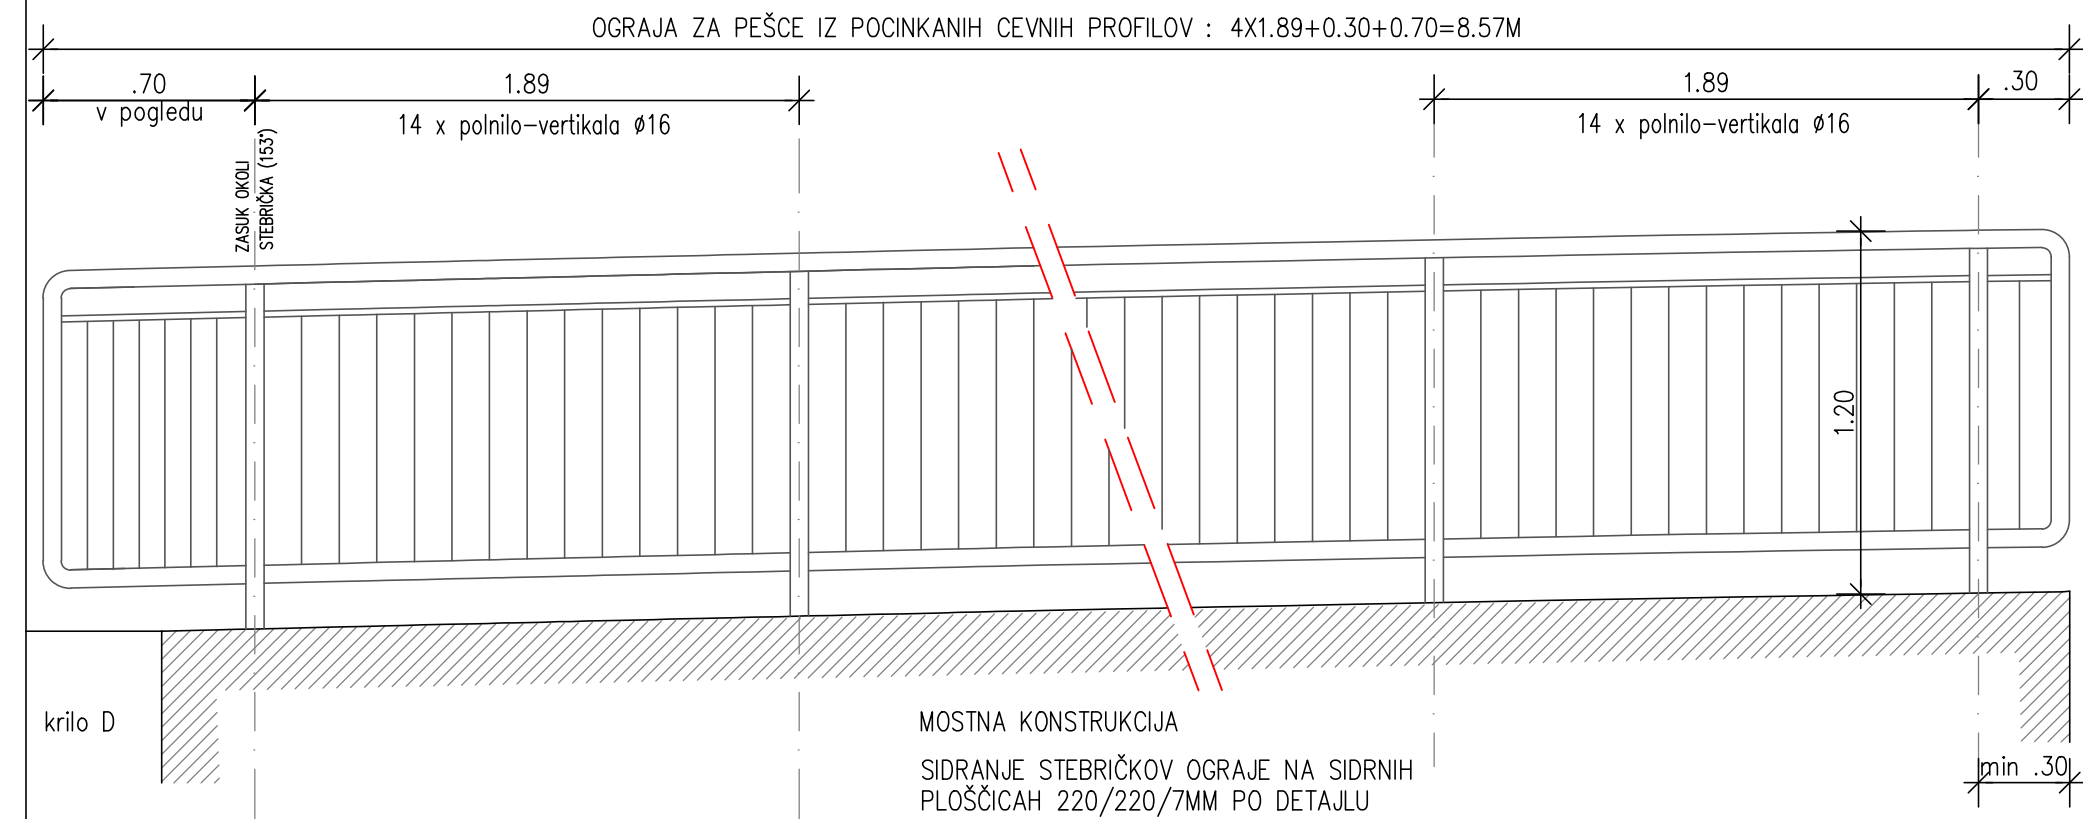 OGRAJA ZA PEŠCE IZ POCINKANIH CEVNIH PROFILOV : 4X1.89+0.30+0.70=8.57M
.70
1.89
1.89
.30
v pogledu
14 x polnilo-vertikala ø16
14 x polnilo-vertikala ø16
ZASUK OKOLI
STEBRIČKA (153°)
1.20
krilo D
MOSTNA KONSTRUKCIJA
SIDRANJE STEBRIČKOV OGRAJE NA SIDRNIH
PLOŠČICAH 220/220/7MM PO DETAJLU
min .30